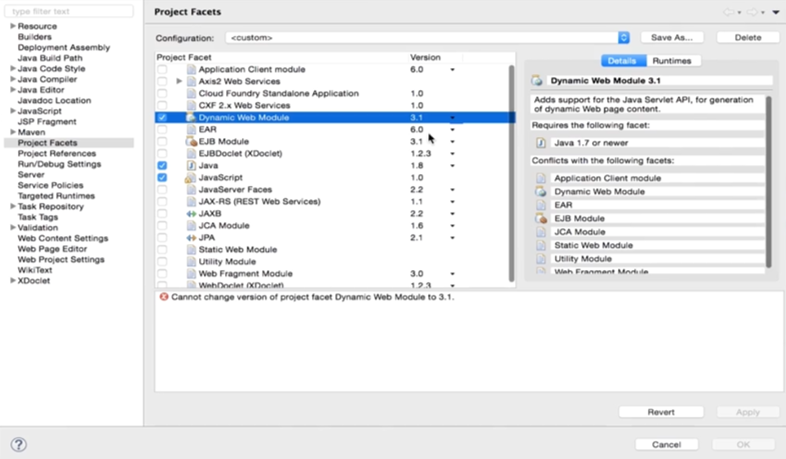 type filter text
Resource
Builders
Deployment Assembly
Java Build Path
Java Code Style
Java Compiler
Java Editor
Javadoc Location
JavaScript
JSP Fragment
Maven
Project Facets
Project References
Run/Debug Settings
Server
Service Policies
Targeted Runtimes
Task Repository
Task Tags
Validation
Web Content Settings
Web Page Editor
Web Project Settings
WikiText
XDoclet
Project Facets
Configuration: <custom> Save As... Delete
Project Facet Version
Application Client module 6.0
Axis2 Web Services
Cloud Foundry Standalone Application 1.0
CXF 2.x Web Services 1.0
Dynamic Web Module 3.1
EAR 6.0
EJB Module 3.1
EJBDoclet (XDoclet) 1.2.3
Java 1.8
JavaScript 1.0
JavaServer Faces 2.2
JAX-RS (REST Web Services) 1.1
JAXB 2.2
JCA Module 1.6
JPA 2.1
Static Web Module
Utility Module
Web Fragment Module 3.0
WebDoclet (XDoclet) 1.2.3
Details Runtimes
Dynamic Web Module 3.1
Adds support for the Java Servlet API, for generation
of dynamic Web page content.
Requires the following facet:
Java 1.7 or newer
Conflicts with the following facets:
Application Client module
Dynamic Web Module
EAR
EJB Module
JCA Module
Static Web Module
Utility Module
Web Fragment Module
Cannot change version of project facet Dynamic Web Module to 3.1.
Revert Apply
? Cancel OK